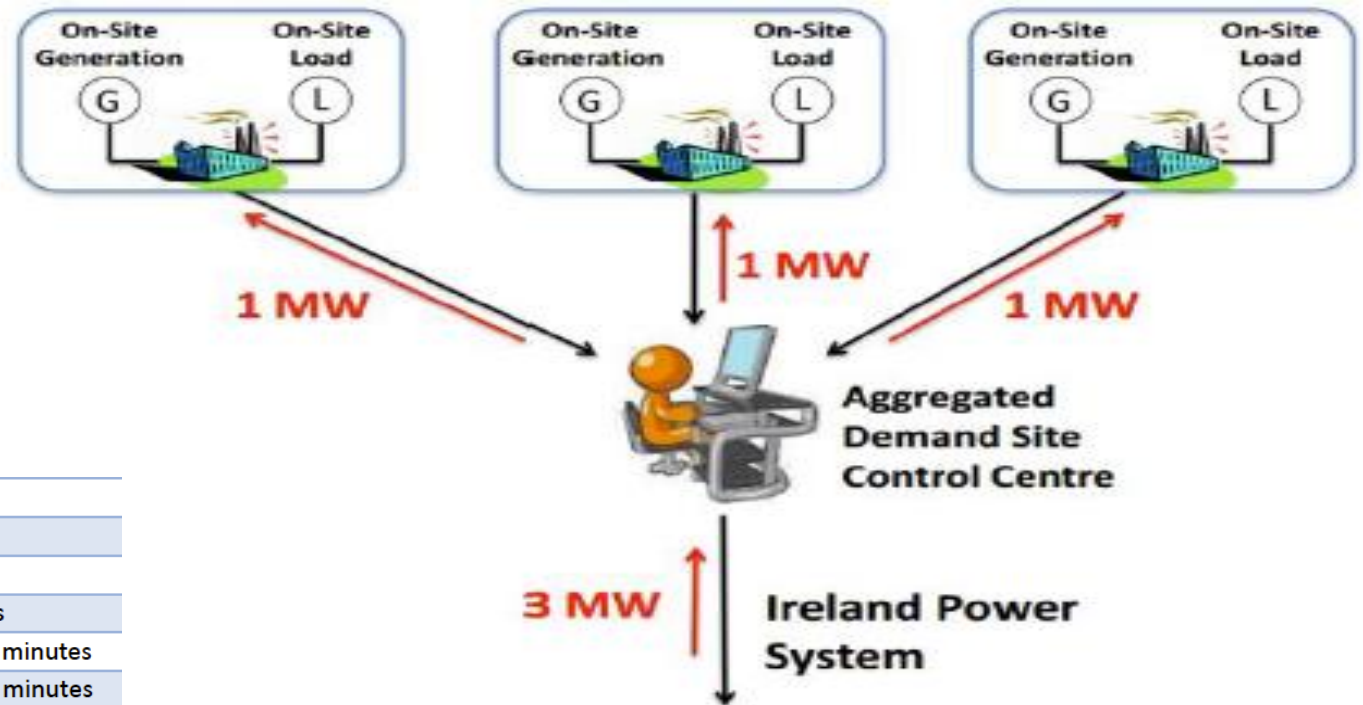 On-Site
Generation
On-Site
Load
G
L
On-Site
Generation
On-Site
Load
G
L
On-Site
Generation
On-Site
Load
G
L
1 MW
1 MW
1 MW
Aggregated
Demand Site
Control Centre
3 MW
Ireland Power
System
minutes
minutes